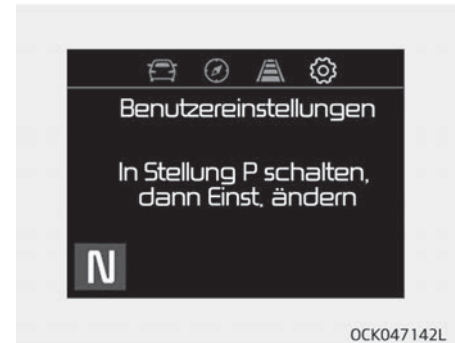 Benutzereinstellungen
In Stellung P schalten,
dann Einst. ändern
N
OCK047142L